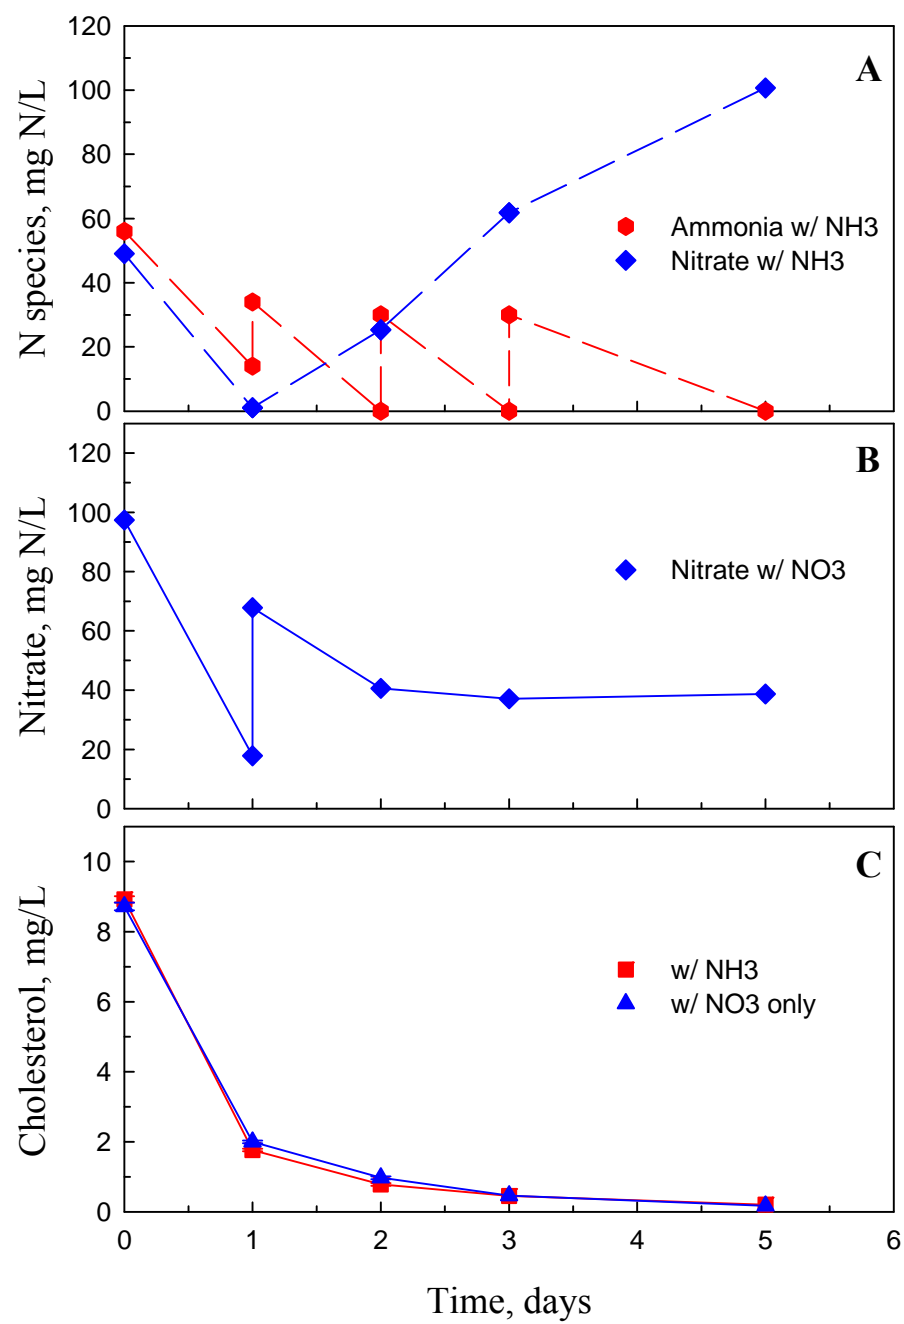 120
A
100
80
60
40
20
0
N species, mg N/L
Ammonia w/ NH3
Nitrate w/ NH3
120
B
100
80
60
40
20
0
Nitrate, mg N/L
Nitrate w/ NO3
10
C
8
6
4
2
0
Cholesterol, mg/L
w/ NH3
w/ NO3 only
0 1 2 3 4 5 6
Time, days